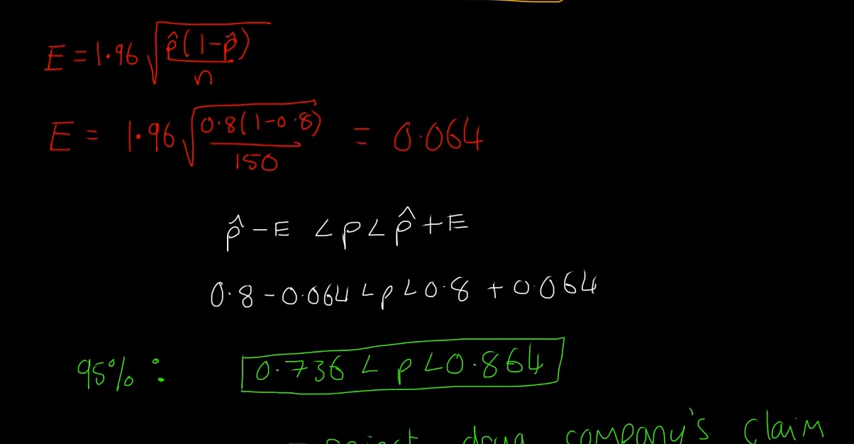 E = 1.96 √(p̂(1-p̂)/n)
E = 1.96 √(0.8(1-0.8)/150) = 0.064
p̂ - E < p < p̂ + E
0.8 - 0.064 < p < 0.8 + 0.064
95% : 0.736 < p < 0.864
drug company's claim